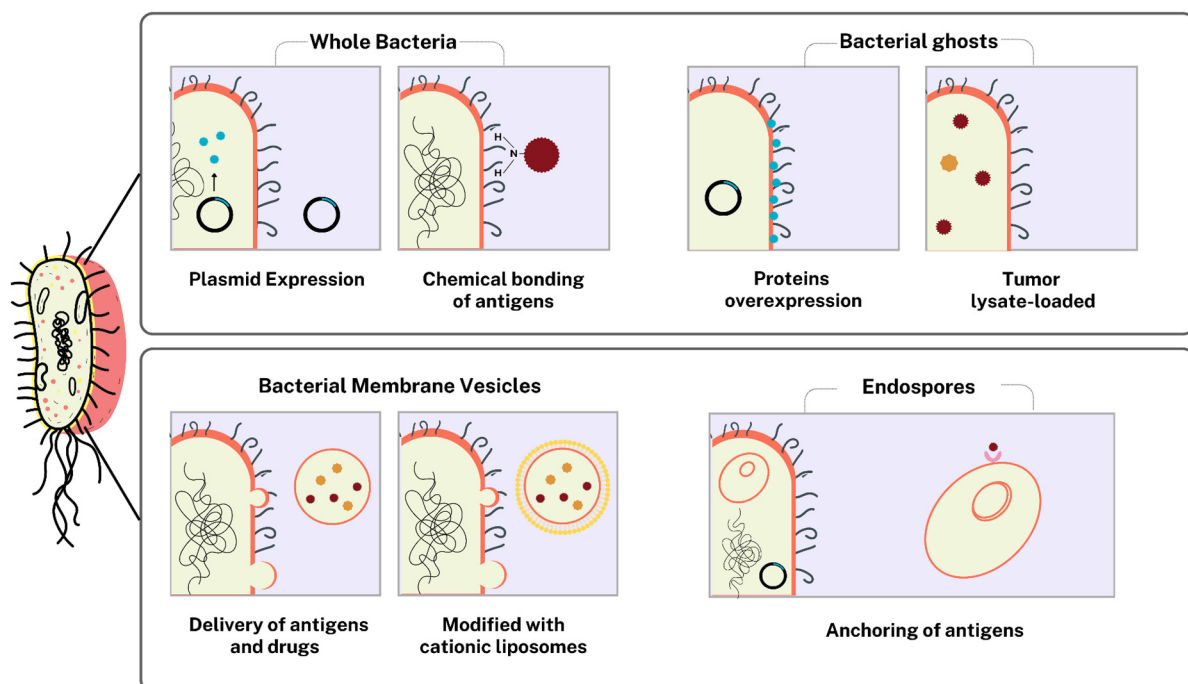 Whole Bacteria
Bacterial ghosts
H
N
H
Plasmid Expression
Chemical bonding
of antigens
Proteins
overexpression
Tumor
lysate-loaded
Bacterial Membrane Vesicles
Endospores
Delivery of antigens
and drugs
Modified with
cationic liposomes
Anchoring of antigens